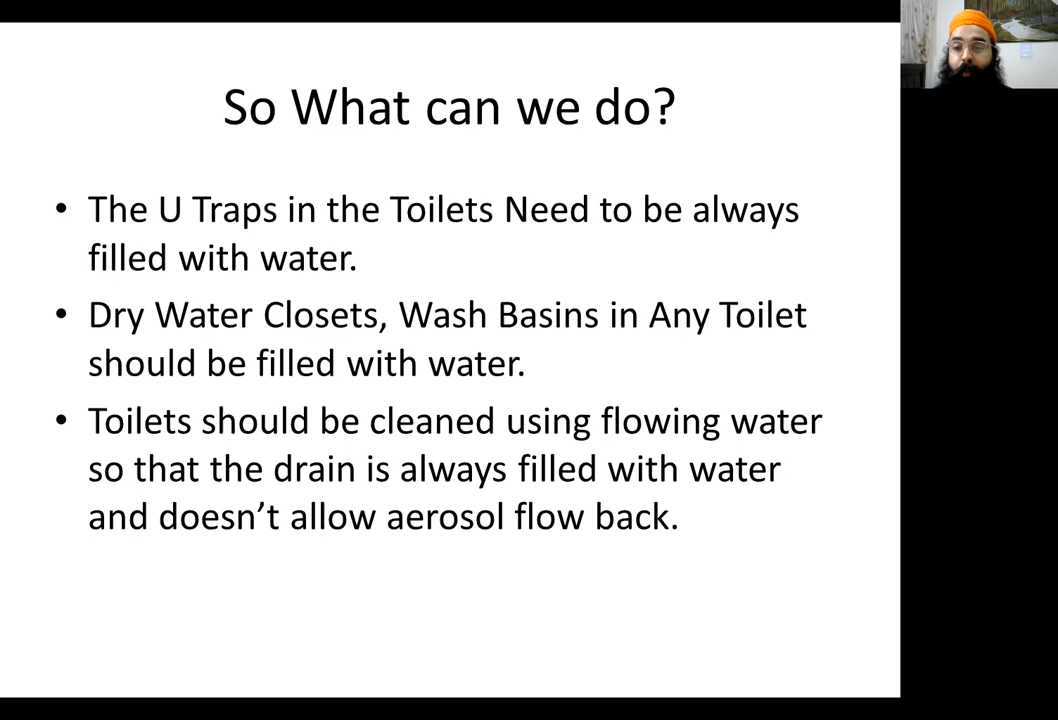 So What can we do?
• The U Traps in the Toilets Need to be always
filled with water.
• Dry Water Closets, Wash Basins in Any Toilet
should be filled with water.
• Toilets should be cleaned using flowing water
so that the drain is always filled with water
and doesn’t allow aerosol flow back.